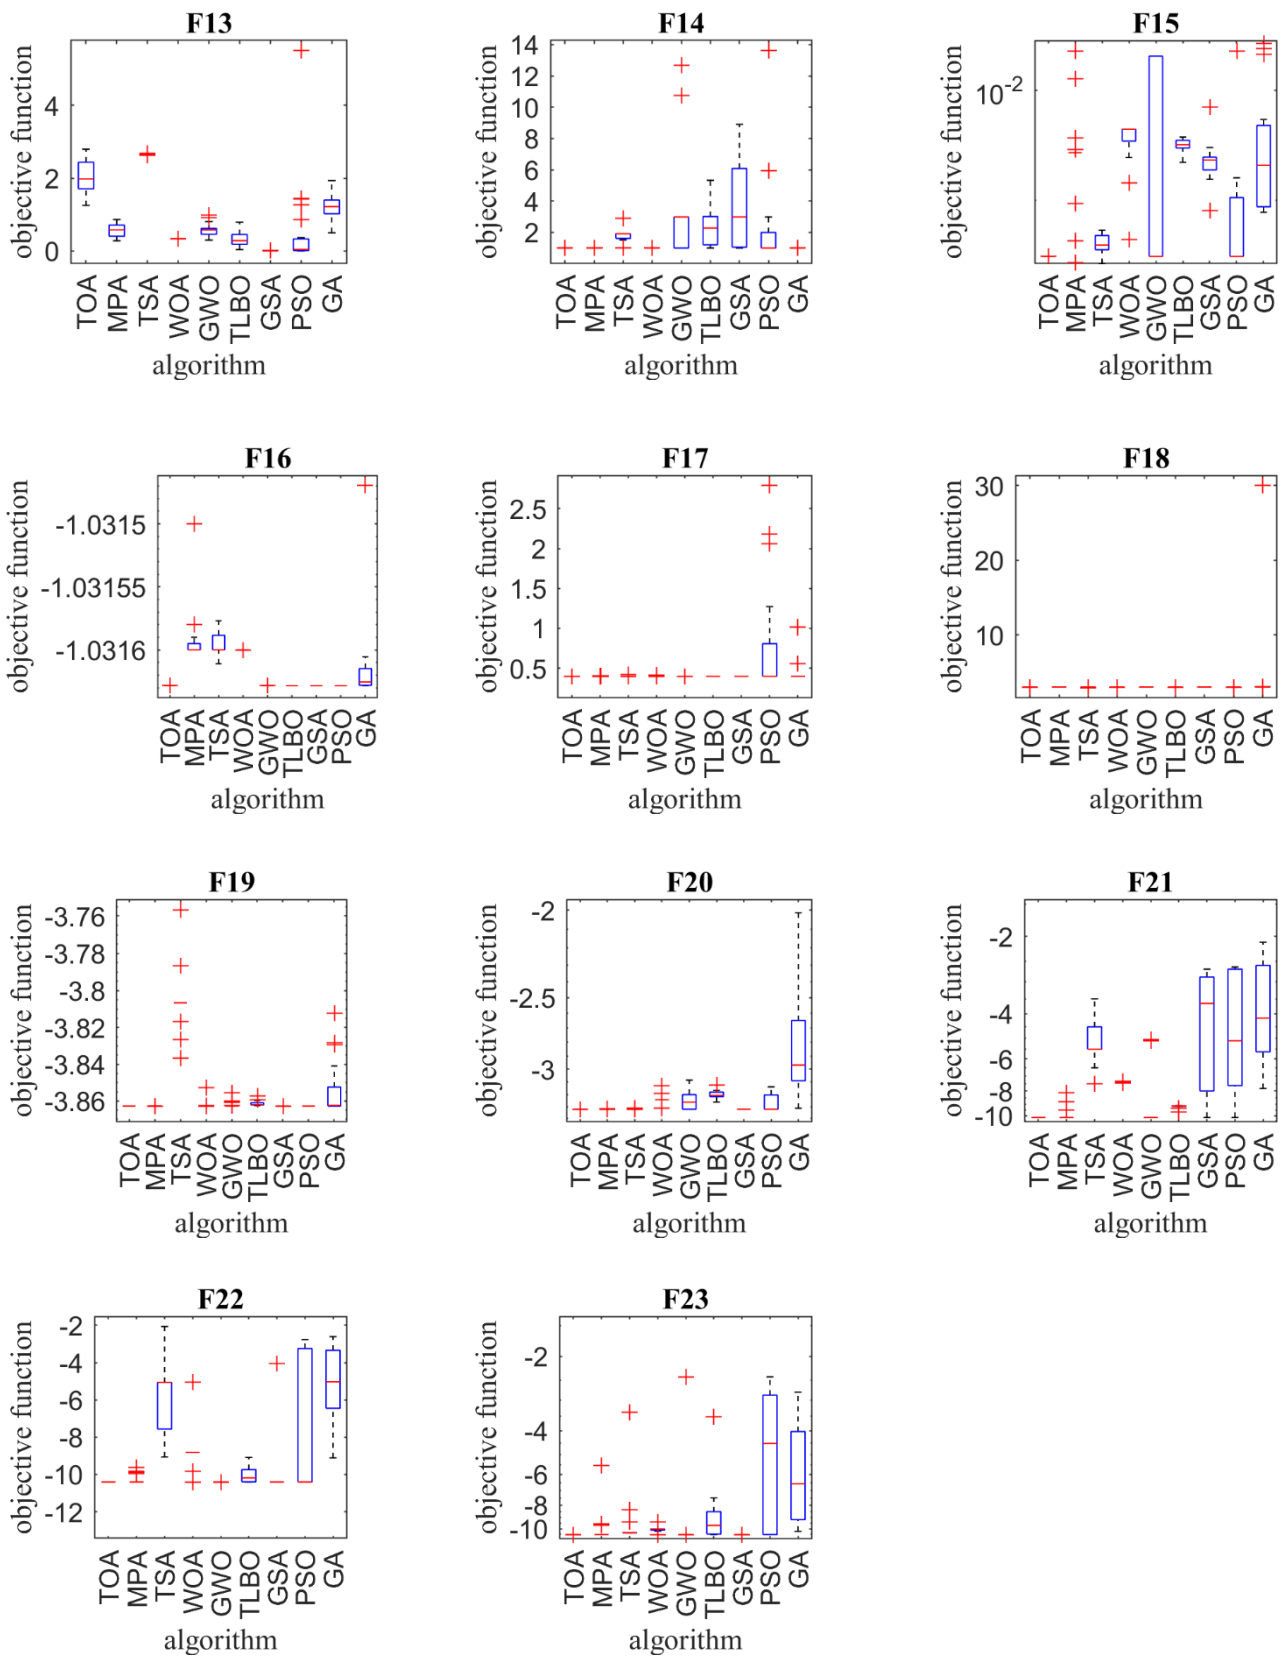 F13
objective function
4
2
0
TOA
MPA
TSA
WOA
GWO
TLBO
GSA
PSO
GA
algorithm
F14
objective function
14
12
10
8
6
4
2
TOA
MPA
TSA
WOA
GWO
TLBO
GSA
PSO
GA
algorithm
F15
objective function
10-2
TOA
MPA
TSA
WOA
GWO
TLBO
GSA
PSO
GA
algorithm
F16
objective function
-1.0315
-1.03155
-1.0316
TOA
MPA
TSA
WOA
GWO
TLBO
GSA
PSO
GA
algorithm
F17
objective function
2.5
2
1.5
1
0.5
TOA
MPA
TSA
WOA
GWO
TLBO
GSA
PSO
GA
algorithm
F18
objective function
30
20
10
TOA
MPA
TSA
WOA
GWO
TLBO
GSA
PSO
GA
algorithm
F19
objective function
-3.76
-3.78
-3.8
-3.82
-3.84
-3.86
TOA
MPA
TSA
WOA
GWO
TLBO
GSA
PSO
GA
algorithm
F20
objective function
-2
-2.5
-3
TOA
MPA
TSA
WOA
GWO
TLBO
GSA
PSO
GA
algorithm
F21
objective function
-2
-4
-6
-8
-10
TOA
MPA
TSA
WOA
GWO
TLBO
GSA
PSO
GA
algorithm
F22
objective function
-2
-4
-6
-8
-10
-12
TOA
MPA
TSA
WOA
GWO
TLBO
GSA
PSO
GA
algorithm
F23
objective function
-2
-4
-6
-8
-10
TOA
MPA
TSA
WOA
GWO
TLBO
GSA
PSO
GA
algorithm